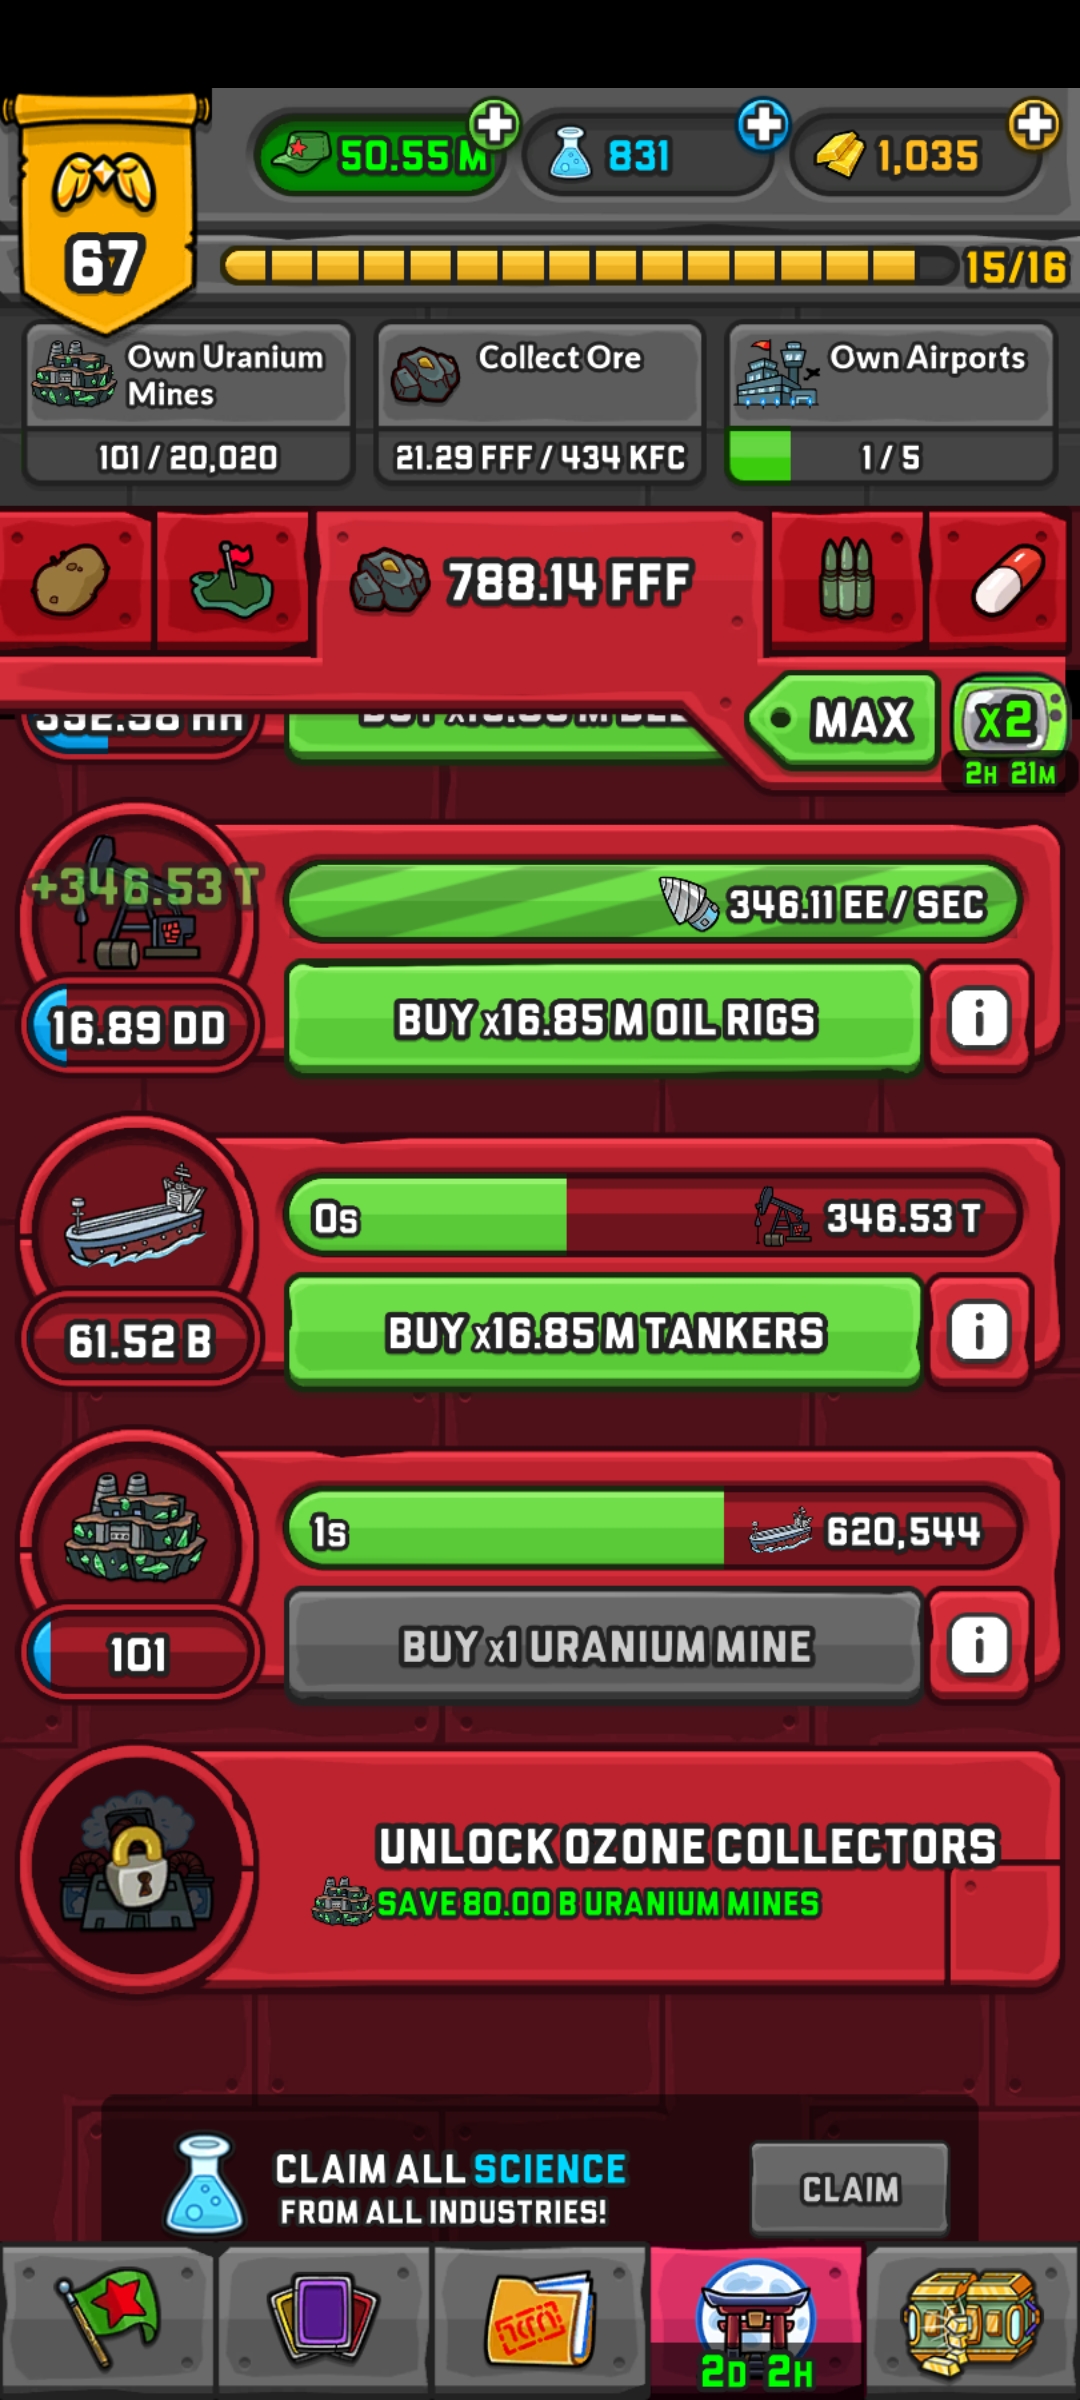 50.55 M
831
1,035
67
15/16
Own Uranium
Mines
101 / 20,020
Collect Ore
21.29 FFF / 434 KFC
Own Airports
1 / 5
788.14 FFF
MAX
x2
2H 21M
+346.53 T
346.11 EE / SEC
16.89 DD
BUY x16.85 M OIL RIGS
i
0s
346.53 T
61.52 B
BUY x16.85 M TANKERS
i
1s
620,544
101
BUY x1 URANIUM MINE
i
UNLOCK OZONE COLLECTORS
SAVE 80.00 B URANIUM MINES
CLAIM ALL SCIENCE
FROM ALL INDUSTRIES!
CLAIM
2D 2H